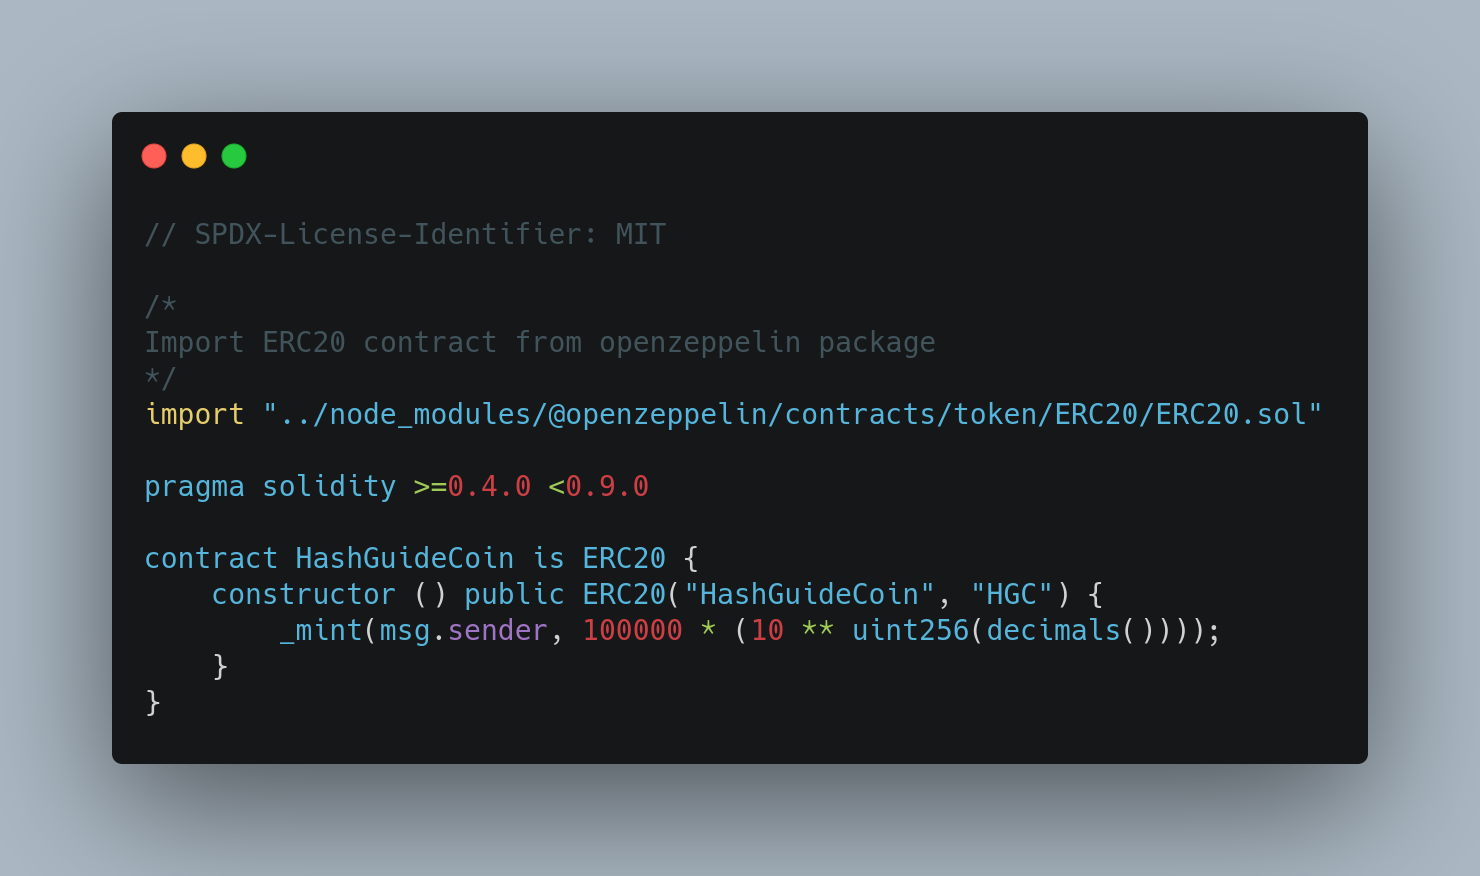 // SPDX-License-Identifier: MIT

/*
Import ERC20 contract from openzeppelin package
*/
import "../node_modules/@openzeppelin/contracts/token/ERC20/ERC20.sol"

pragma solidity >=0.4.0 <0.9.0

contract HashGuideCoin is ERC20 {
    constructor () public ERC20("HashGuideCoin", "HGC") {
        _mint(msg.sender, 100000 * (10 ** uint256(decimals())));
    }
}